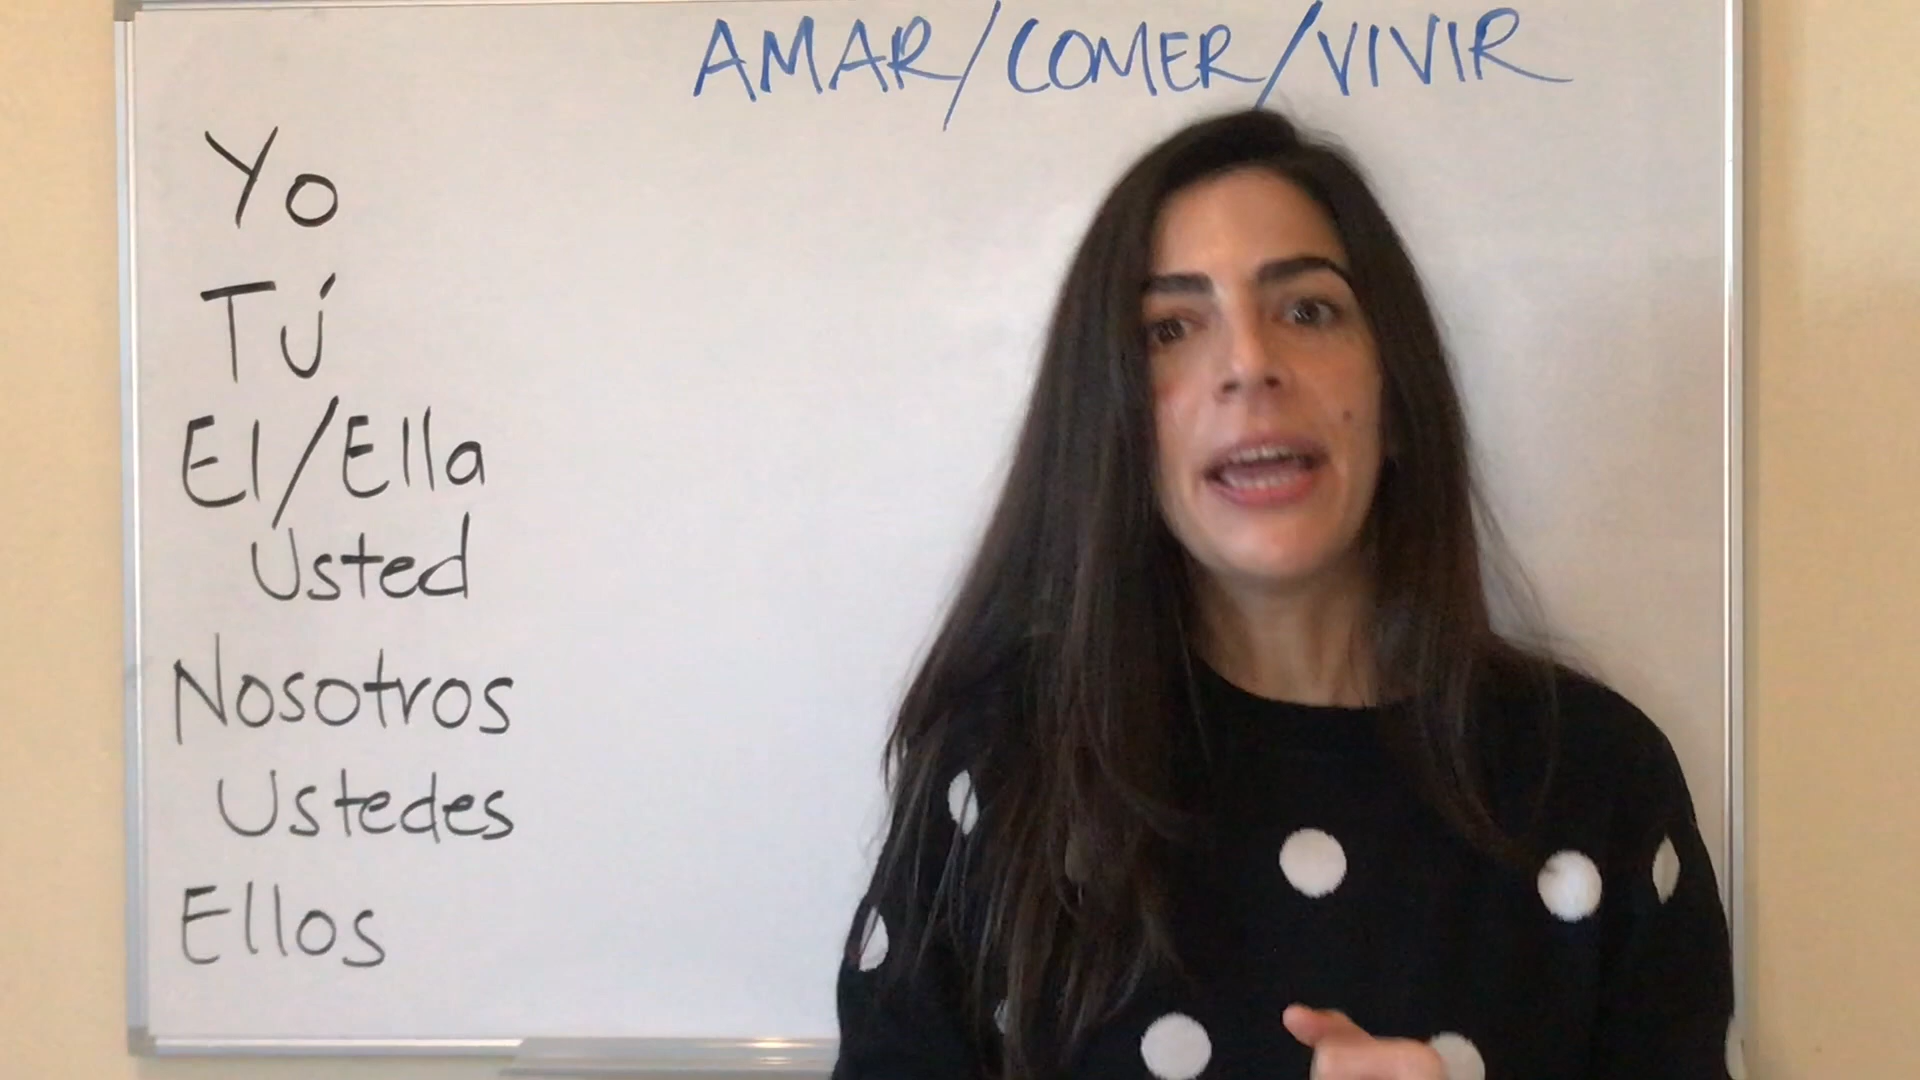 AMAR/COMER/VIVIR
Yo
Tú
El/Ella
Usted
Nosotros
Ustedes
Ellos